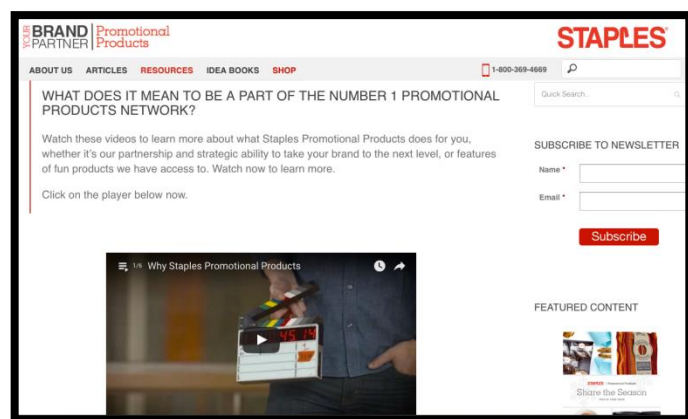 YOUR
BRAND
PARTNER
Promotional
Products
STAPLES
ABOUT US ARTICLES RESOURCES IDEA BOOKS SHOP
1-800-369-4669
WHAT DOES IT MEAN TO BE A PART OF THE NUMBER 1 PROMOTIONAL
PRODUCTS NETWORK?
Watch these videos to learn more about what Staples Promotional Products does for you,
whether it's our partnership and strategic ability to take your brand to the next level, or features
of fun products we have access to. Watch now to learn more.
Click on the player below now.
1/6 Why Staples Promotional Products
45 14
Quick Search..
SUBSCRIBE TO NEWSLETTER
Name *
Email *
Subscribe
FEATURED CONTENT
STAPLES
Share the Season